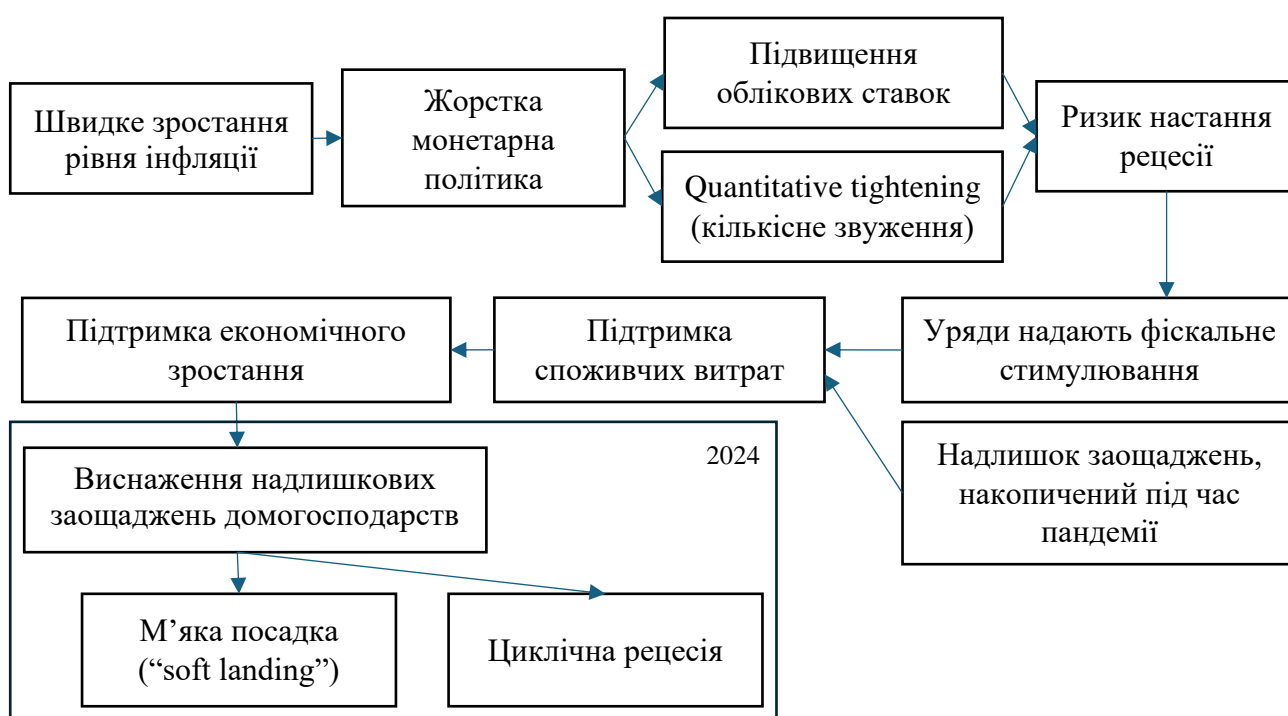 Швидке зростання
рівня інфляції
Жорстка
монетарна
політика
Підвищення
облікових ставок
Quantitative tightening
(кількісне звуження)
Ризик настання
рецесії
Підтримка економічного
зростання
Підтримка
споживчих витрат
Уряди надають фіскальне
стимулювання
Надлишок заощаджень,
накопичений під час
пандемії
2024
Виснаження надлишкових
заощаджень домогосподарств
М’яка посадка
(“soft landing”)
Циклічна рецесія